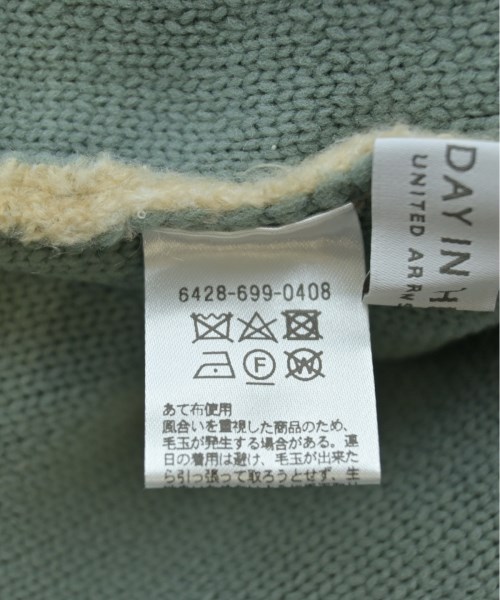 6428-699-0408
F
W
あて布使用
風合いを重視した商品のため、
毛玉が発生する場合がある。連
日の着用は避け、毛玉が出来た
ら引っ張って取ろうとせず、生
DAY IN
UNITED ARR